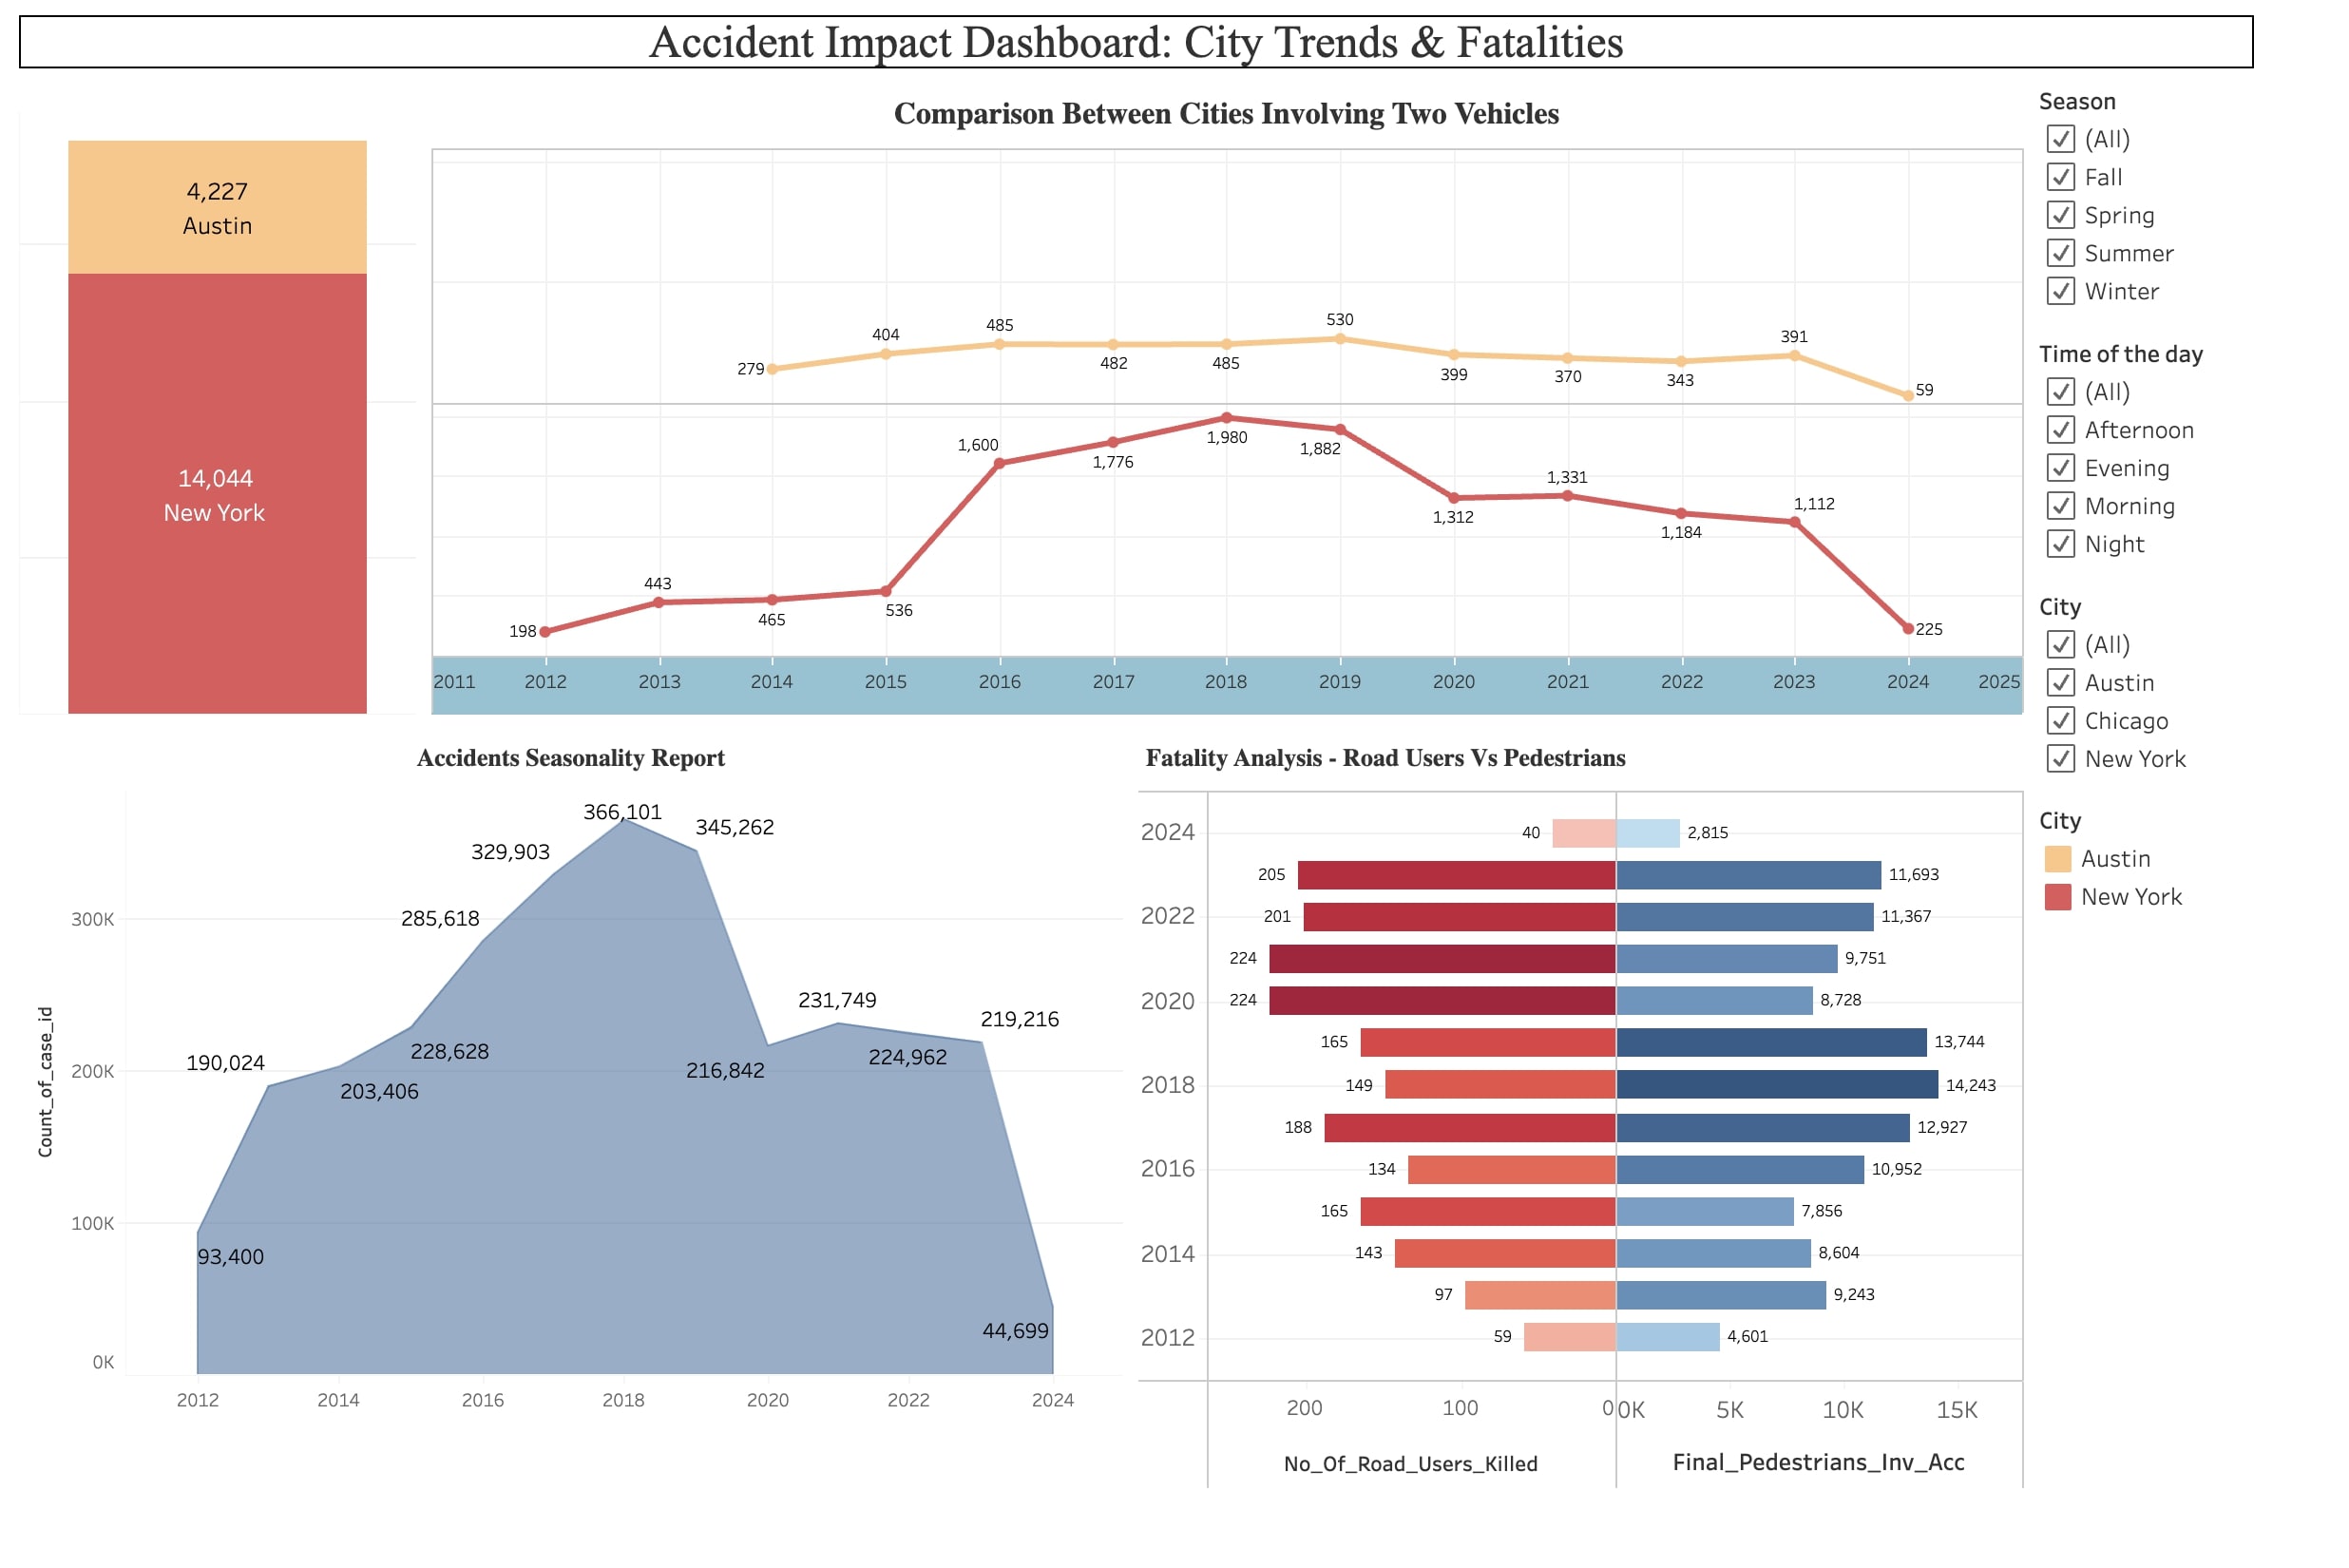 Accident Impact Dashboard: City Trends & Fatalities
4,227
Austin
14,044
New York
Comparison Between Cities Involving Two Vehicles
279
404
485
482
485
530
399
370
343
391
59
198
443
465
536
1,600
1,776
1,980
1,882
1,312
1,331
1,184
1,112
225
2011 2012 2013 2014 2015 2016 2017 2018 2019 2020 2021 2022 2023 2024 2025
Season
(All)
Fall
Spring
Summer
Winter
Time of the day
(All)
Afternoon
Evening
Morning
Night
City
(All)
Austin
Chicago
New York
City
Austin
New York
Accidents Seasonality Report
Count_of_case_id
300K
200K
100K
0K
93,400
190,024
203,406
228,628
285,618
329,903
366,101
345,262
216,842
231,749
224,962
219,216
44,699
2012 2014 2016 2018 2020 2022 2024
Fatality Analysis - Road Users Vs Pedestrians
2024 40 2,815
205 11,693
2022 201 11,367
224 9,751
2020 224 8,728
165 13,744
2018 149 14,243
188 12,927
2016 134 10,952
165 7,856
2014 143 8,604
97 9,243
2012 59 4,601
200 100 0 0K 5K 10K 15K
No_Of_Road_Users_Killed Final_Pedestrians_Inv_Acc